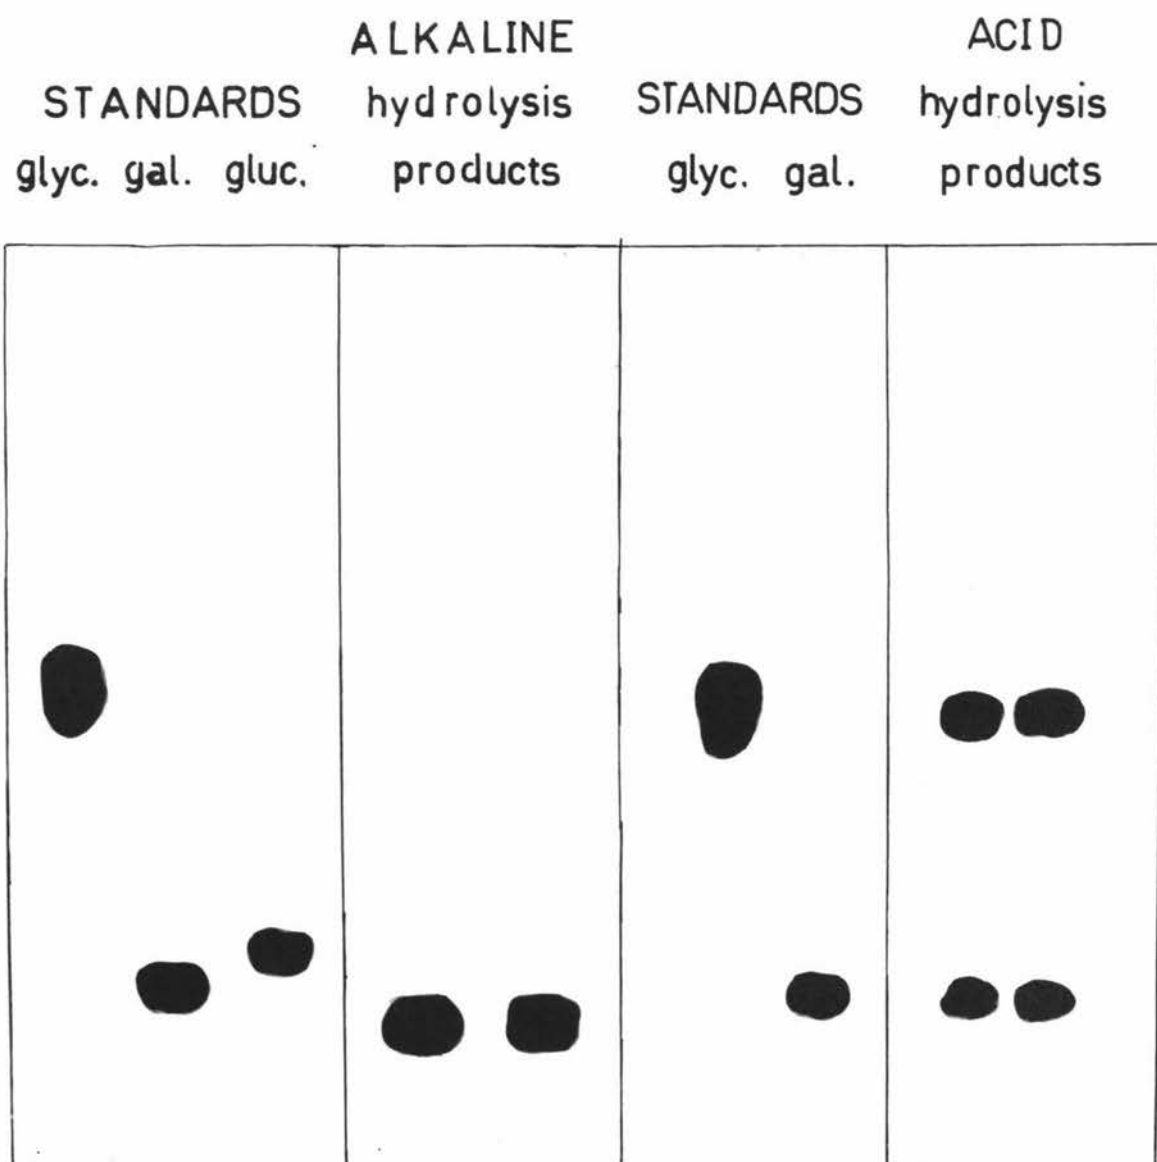 STANDARDS
glyc. gal. gluc.
ALKALINE
hydrolysis
products
STANDARDS
glyc. gal.
ACID
hydrolysis
products